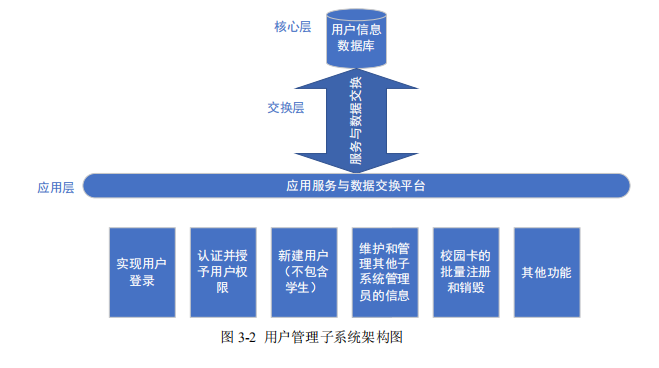 核心层
用户信息
数据库
交换层
服务与数据交换
应用层
应用服务与数据交换平台
实现用户
登录
认证并授
予用户权
限
新建用户
（不包含
学生）
维护和管
理其他子
系统管理
员的信息
校园卡的
批量注册
和销毁
其他功能
图 3-2 用户管理子系统架构图